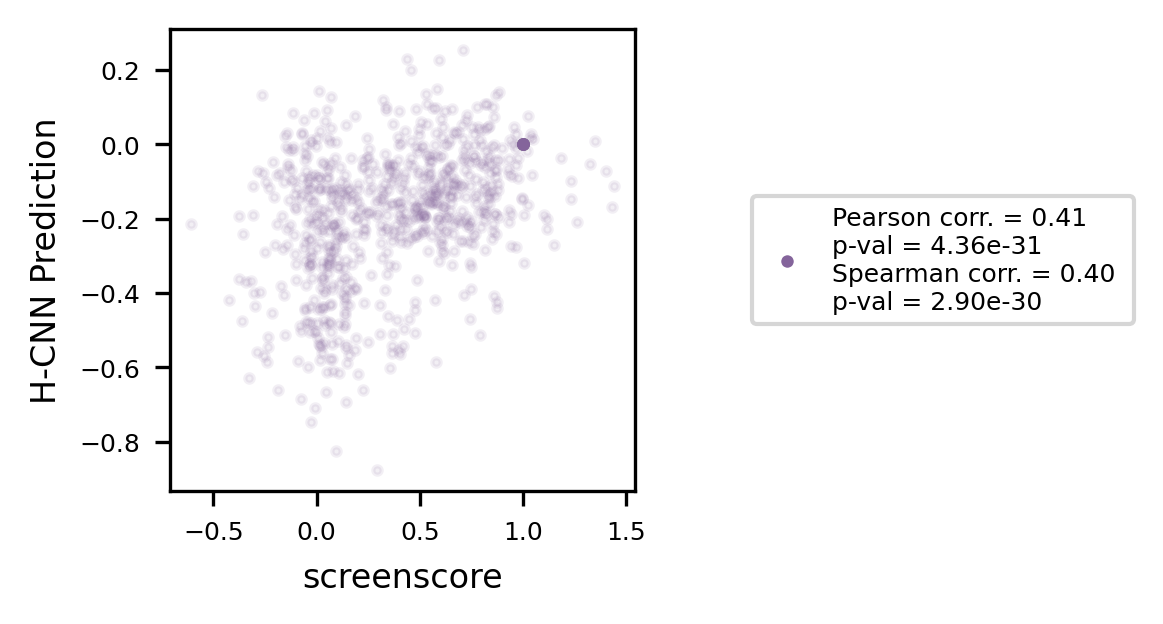 H-CNN Prediction
0.2
0.0
−0.2
−0.4
−0.6
−0.8
−0.5
0.0
0.5
1.0
1.5
screenscore
Pearson corr. = 0.41
p-val = 4.36e-31
Spearman corr. = 0.40
p-val = 2.90e-30